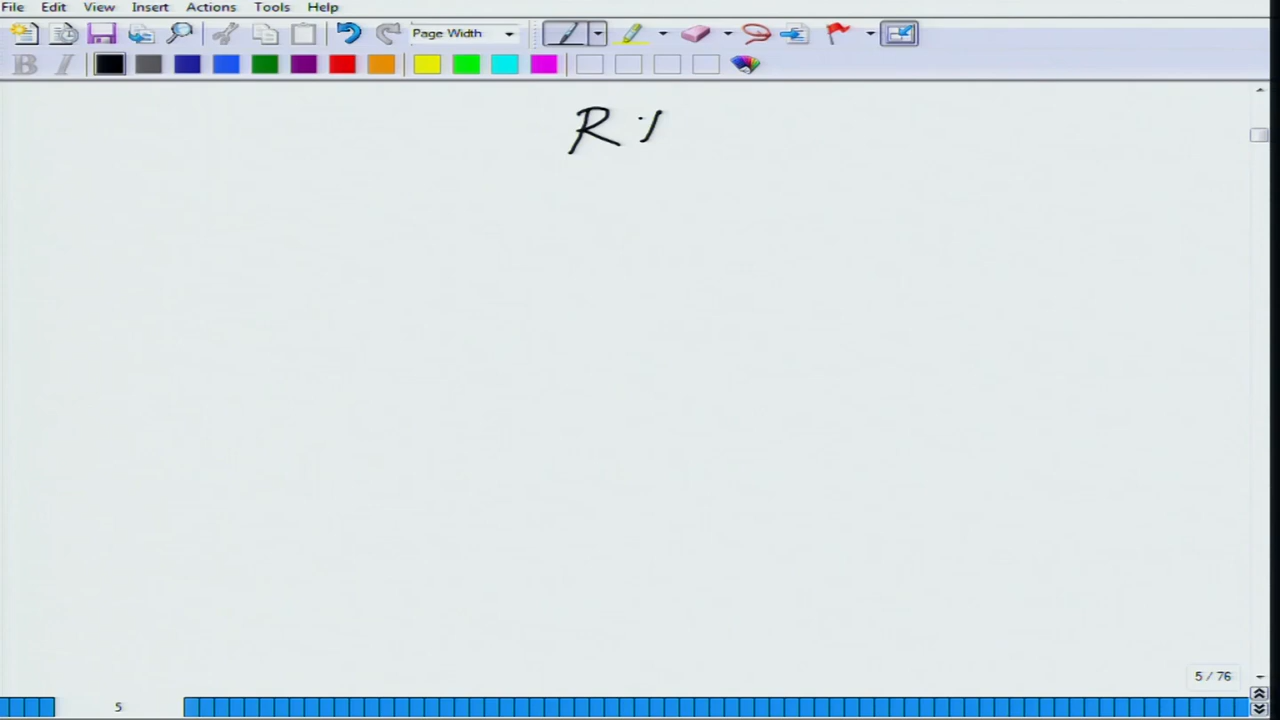 File Edit View Insert Actions Tools Help
Page Width
B I
R
5 / 76
5